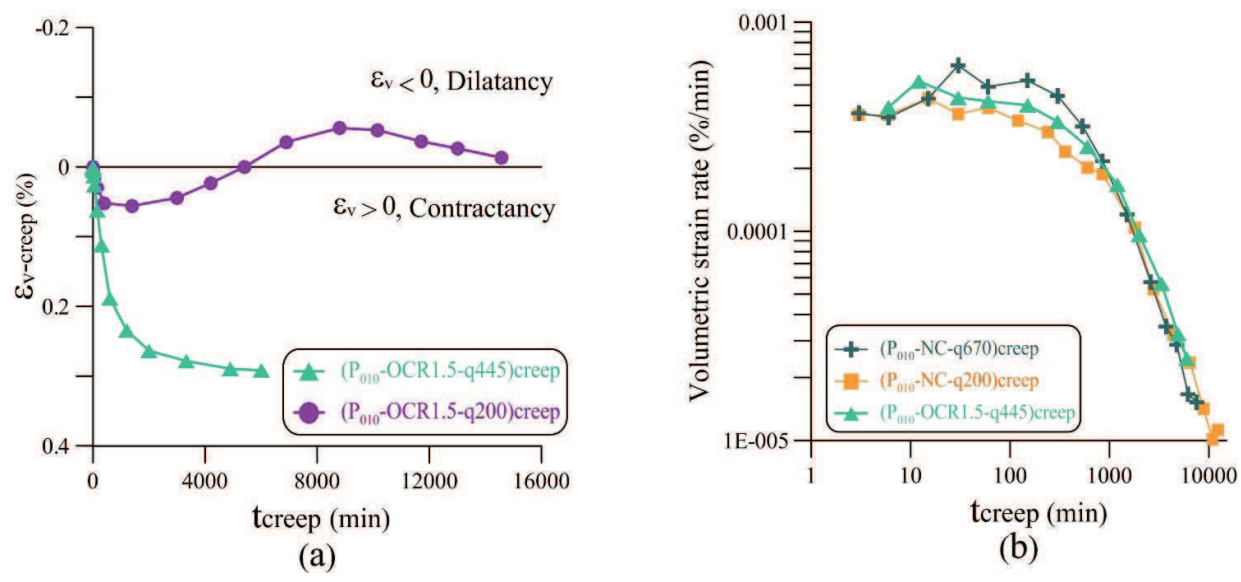 -0.2
0
0.2
0.4
εv-creep (%)
εv < 0, Dilatancy
εv > 0, Contractancy
(P010-OCR1.5-q445)creep
(P010-OCR1.5-q200)creep
0 4000 8000 12000 16000
tcreep (min)
(a)
0.001
0.0001
1E-005
Volumetric strain rate (%/min)
(P010-NC-q670)creep
(P010-NC-q200)creep
(P010-OCR1.5-q445)creep
1 10 100 1000 10000
tcreep (min)
(b)